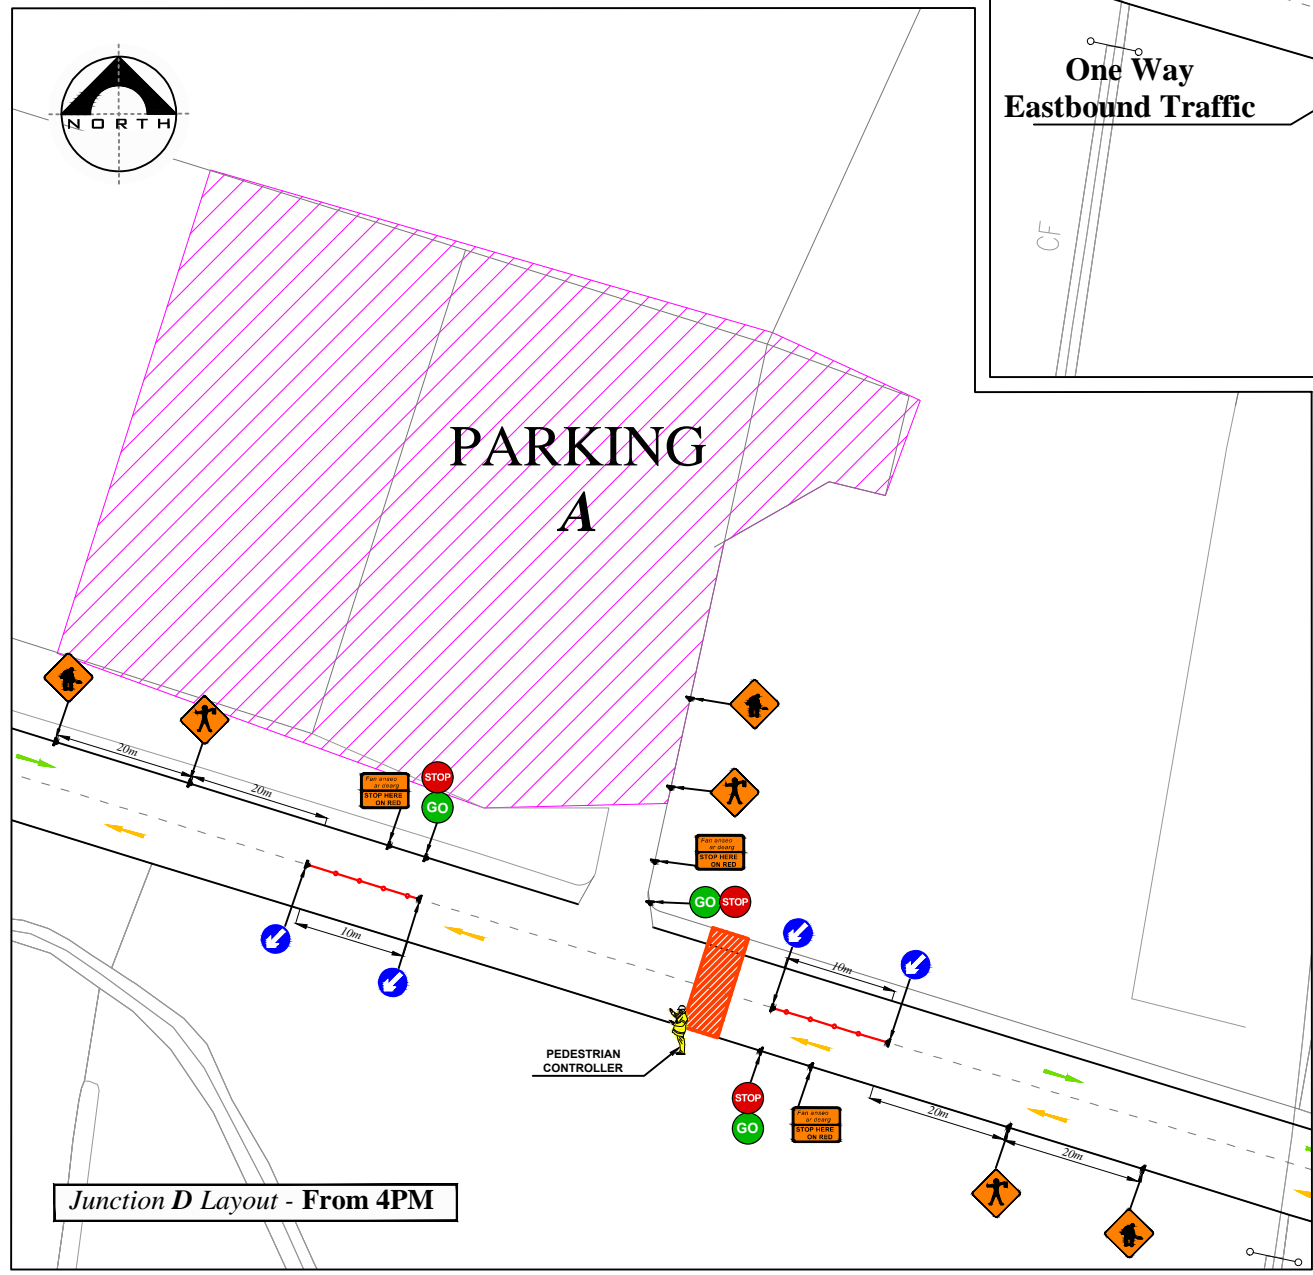 NORTH
One Way
Eastbound Traffic
CF
PARKING
A
20m
20m
Fan anseo
ar dearg
STOP HERE
ON RED
STOP
GO
Fan anseo
ar dearg
STOP HERE
ON RED
GO
STOP
10m
10m
PEDESTRIAN
CONTROLLER
STOP
GO
Fan anseo
ar dearg
STOP HERE
ON RED
20m
20m
Junction D Layout - From 4PM